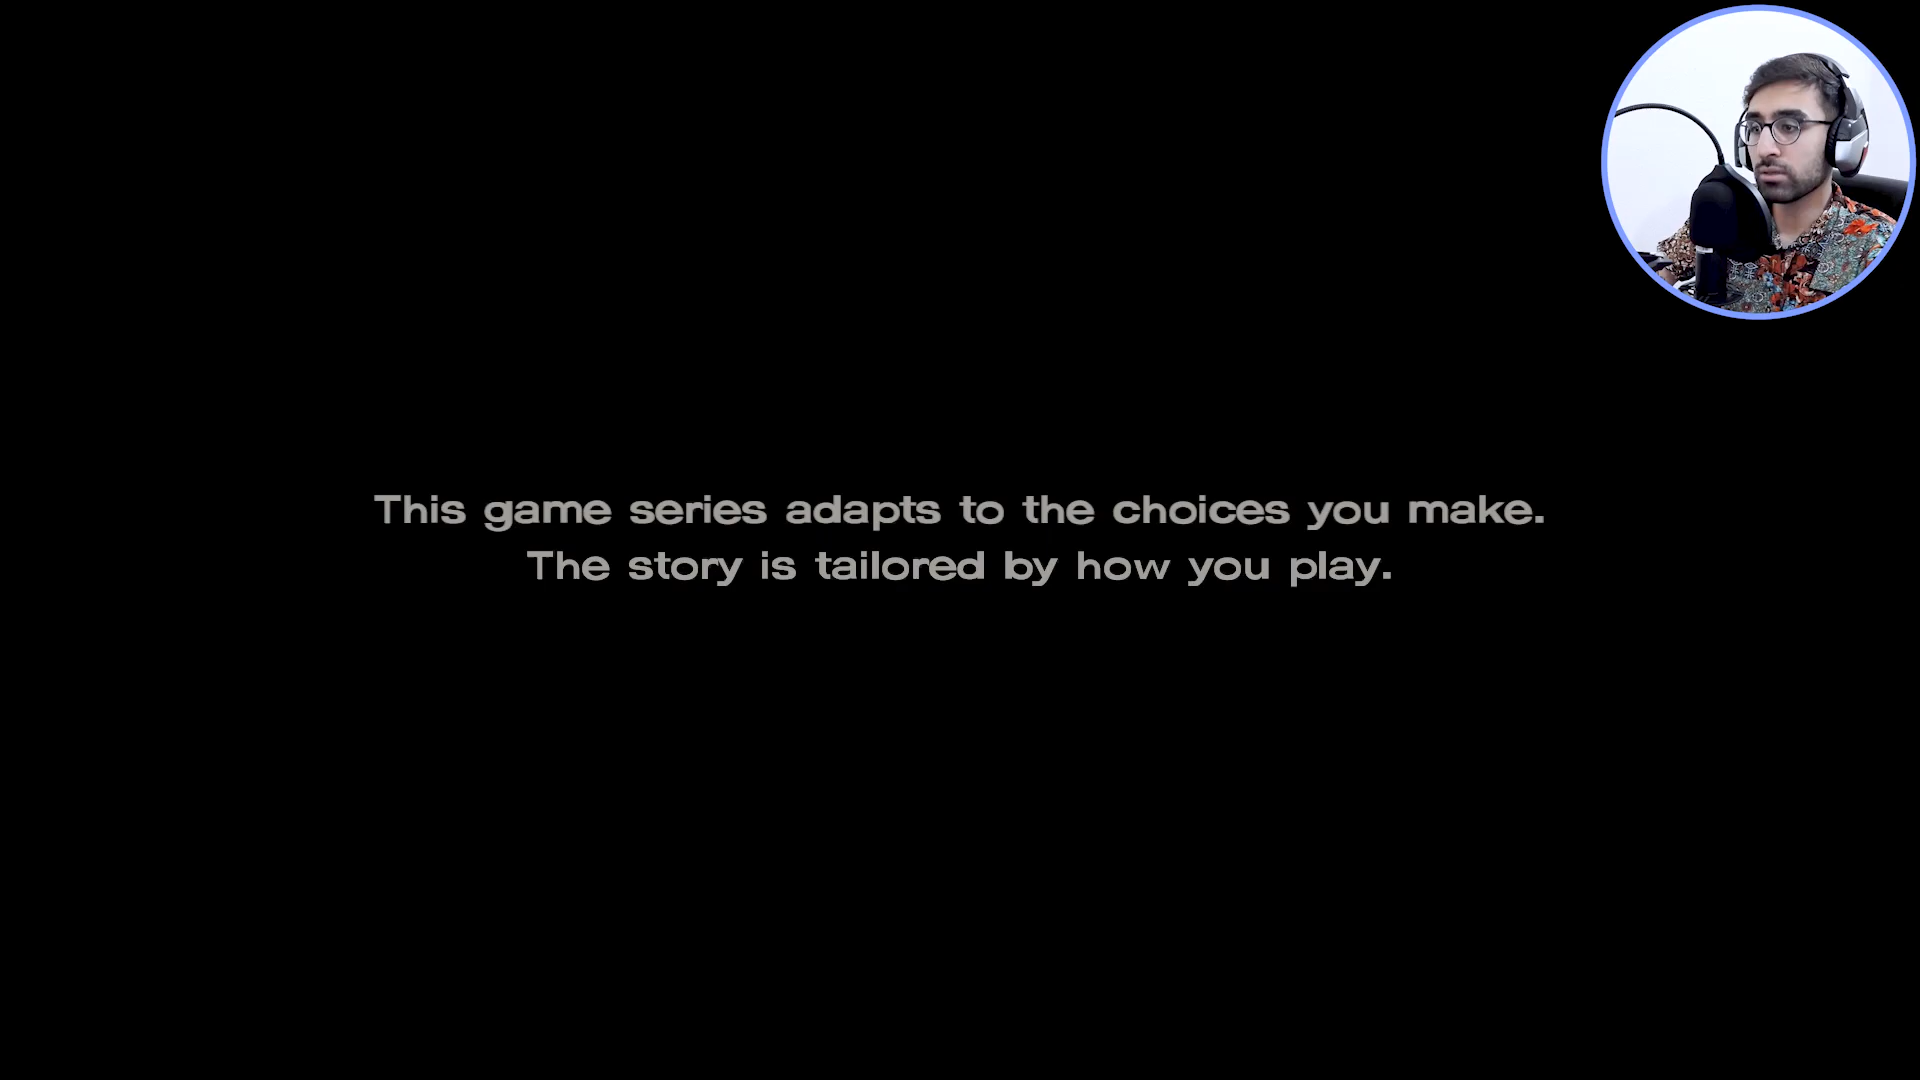 This game series adapts to the choices you make.
The story is tailored by how you play.